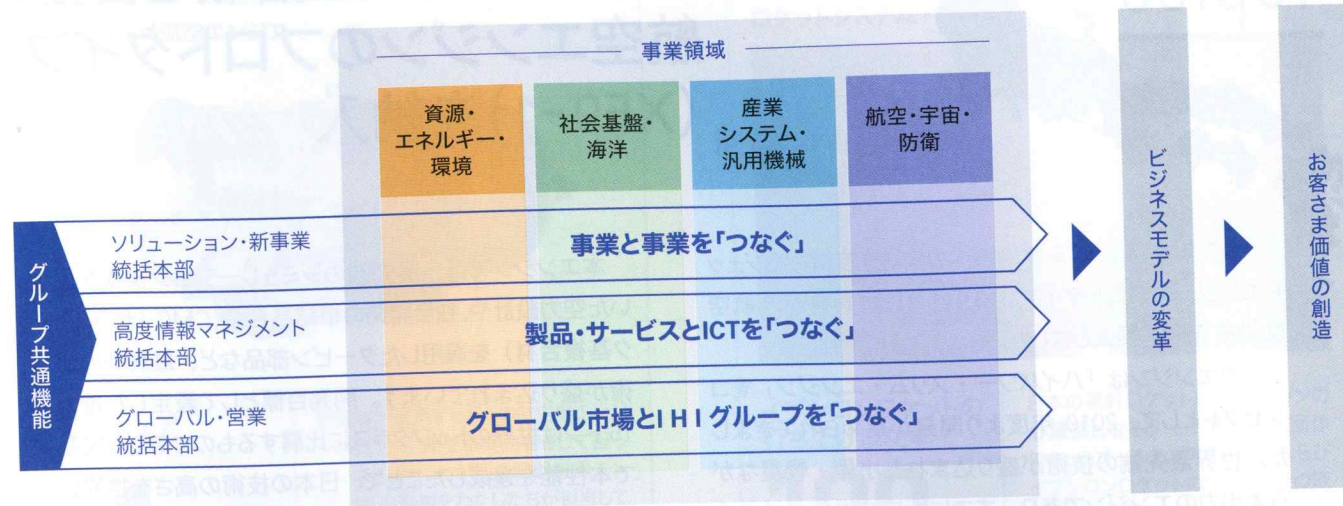 事業領域
資源・
エネルギー・
環境
社会基盤・
海洋
産業
システム・
汎用機械
航空・宇宙・
防衛
グループ共通機能
ソリューション・新事業
統括本部
事業と事業を「つなぐ」
高度情報マネジメント
統括本部
製品・サービスとICTを「つなぐ」
グローバル・営業
統括本部
グローバル市場とIHIグループを「つなぐ」
ビジネスモデルの変革
お客さま価値の創造